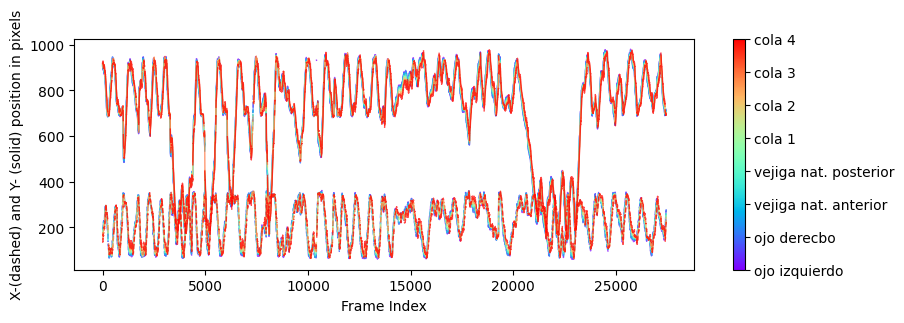 X-(dashed) and Y- (solid) position in pixels
1000
800
600
400
200
0
5000
10000
15000
20000
25000
Frame Index
cola 4
cola 3
cola 2
cola 1
vejiga nat. posterior
vejiga nat. anterior
ojo derecbo
ojo izquierdo